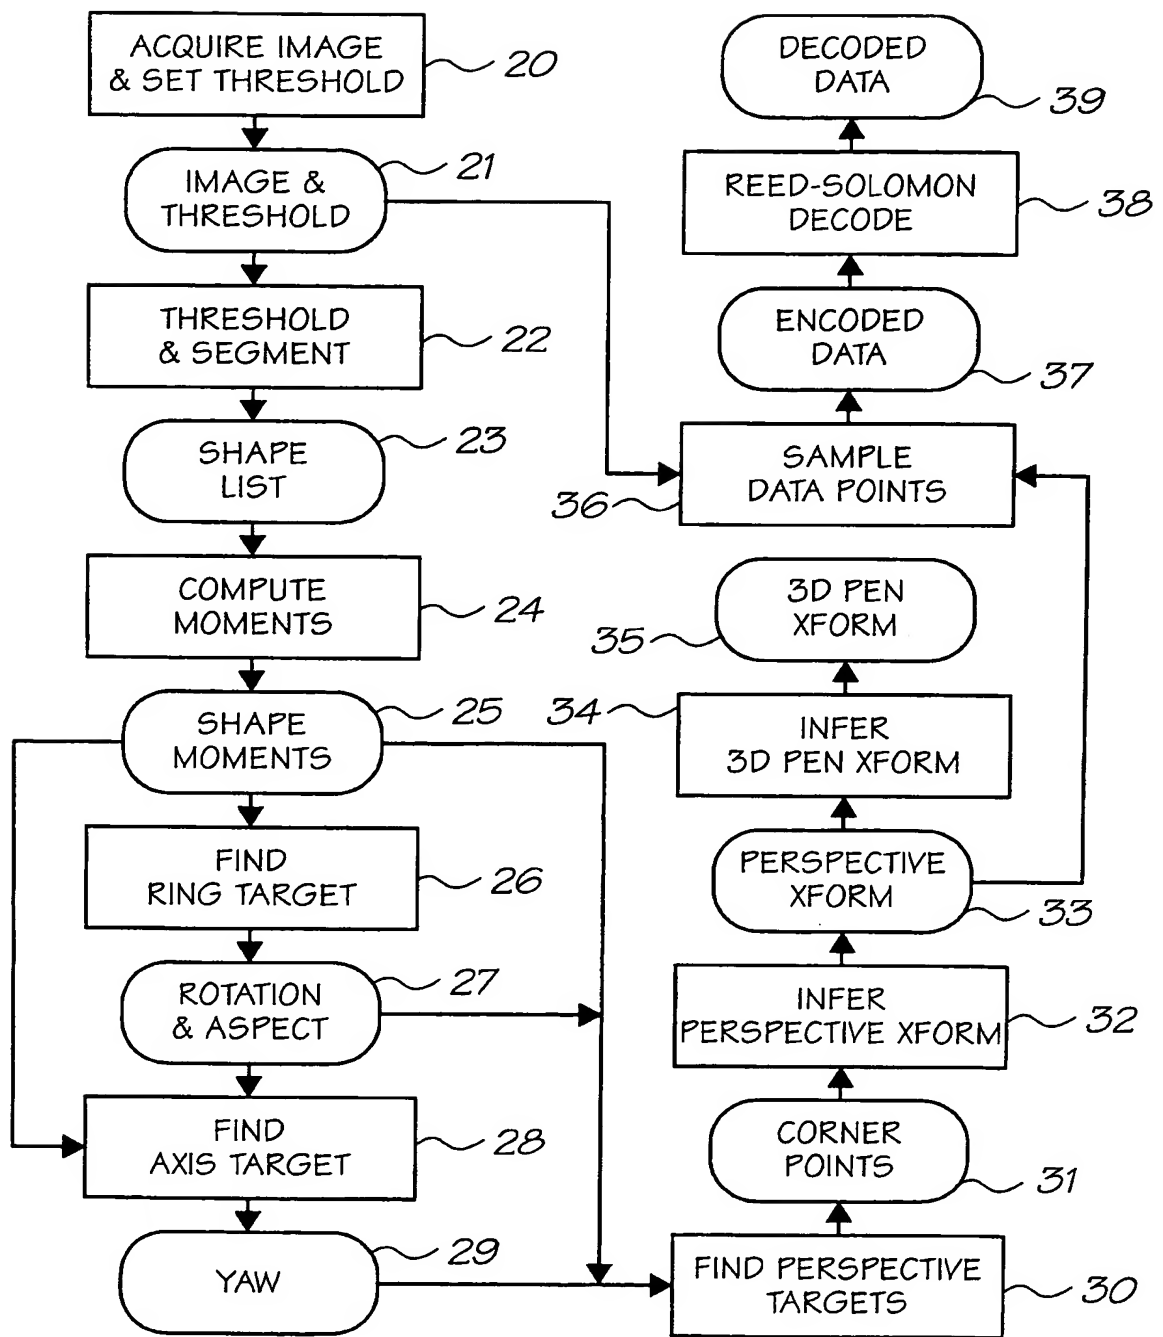 ACQUIRE IMAGE
& SET THRESHOLD
20
IMAGE &
THRESHOLD
21
THRESHOLD
& SEGMENT
22
SHAPE
LIST
23
COMPUTE
MOMENTS
24
SHAPE
MOMENTS
25
FIND
RING TARGET
26
ROTATION
& ASPECT
27
FIND
AXIS TARGET
28
YAW
29
DECODED
DATA
39
REED-SOLOMON
DECODE
38
ENCODED
DATA
37
SAMPLE
DATA POINTS
36
3D PEN
XFORM
35
INFER
3D PEN XFORM
34
PERSPECTIVE
XFORM
33
INFER
PERSPECTIVE XFORM
32
CORNER
POINTS
31
FIND PERSPECTIVE
TARGETS
30